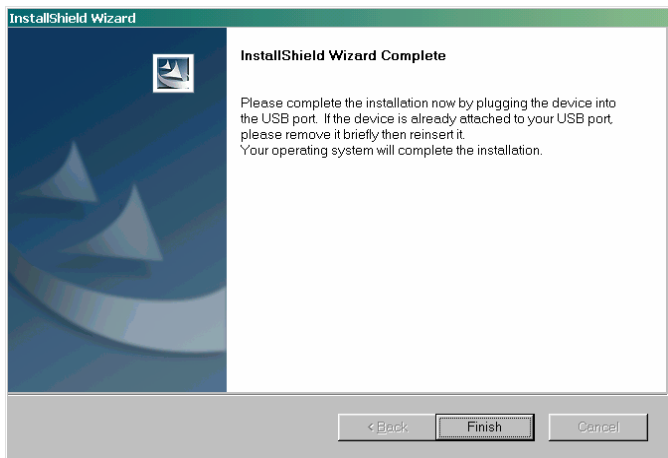 InstallShield Wizard
InstallShield Wizard Complete
Please complete the installation now by plugging the device into
the USB port. If the device is already attached to your USB port,
please remove it briefly then reinsert it.
Your operating system will complete the installation.
< Back
Finish
Cancel